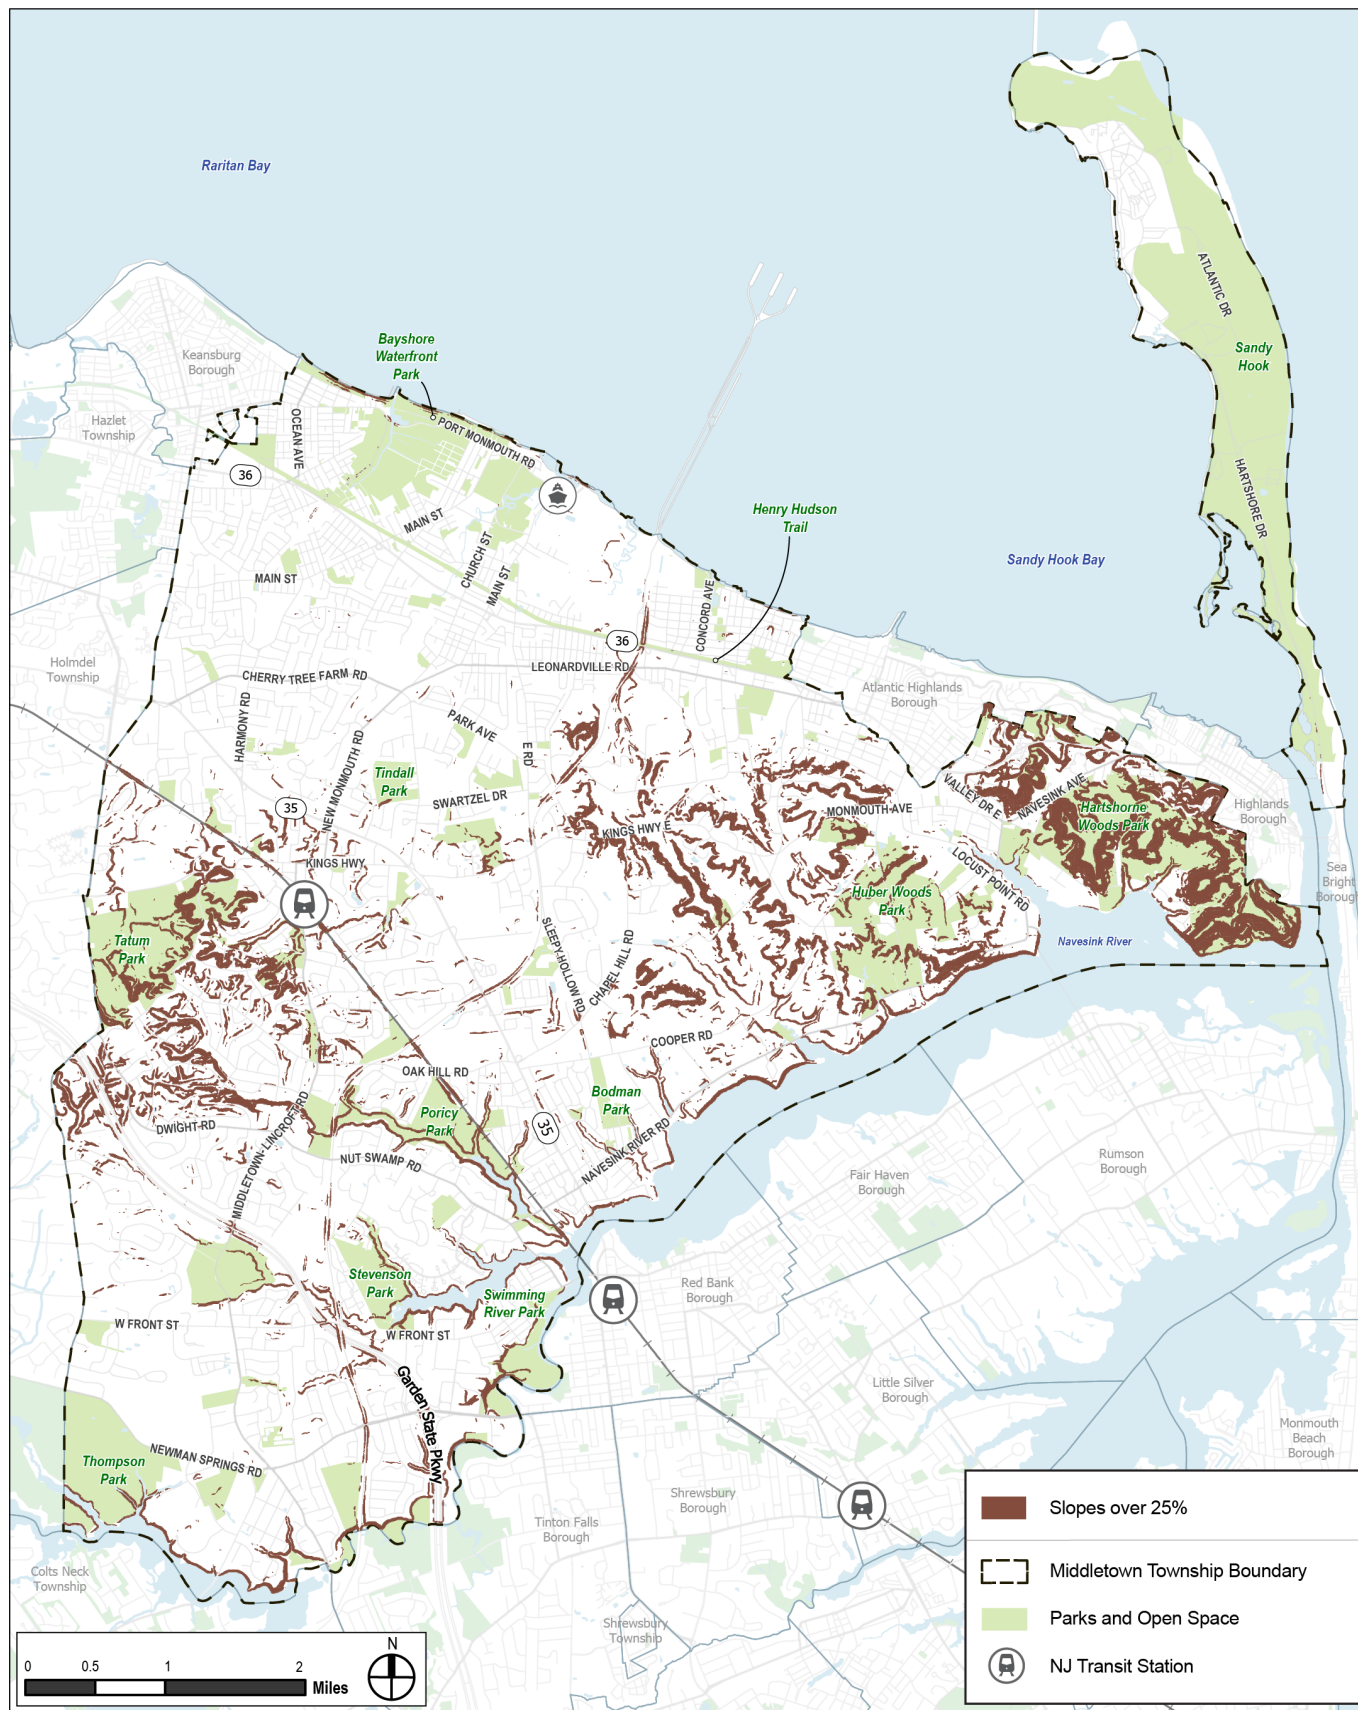 Raritan Bay
ATLANTIC DR
Sandy
Hook
Bayshore
Waterfront
Park
Keansburg
Borough
Hazlet
Township
OCEAN AVE
PORT MONMOUTH RD
36
HARTSHORE DR
Henry Hudson
Trail
MAIN ST
CHURCH ST
MAIN ST
MAIN ST
Sandy Hook Bay
CONCORD AVE
36
LEONARDVILLE RD
Holmdel
Township
CHERRY TREE FARM RD
Atlantic Highlands
Borough
HARMONY RD
PARK AVE
NEW MONMOUTH RD
E RD
Tindall
Park
SWARTZEL DR
35
VALLEY DR E
NAVESINK AVE
MONMOUTH AVE
Hartshorne
Woods Park
Highlands
Borough
KINGS HWY E
KINGS HWY
LOCUST POINT RD
Huber Woods
Park
Sea
Bright
Borough
Tatum
Park
SLEEPY HOLLOW RD
CHAPEL HILL RD
Navesink River
COOPER RD
OAK HILL RD
Bodman
Park
Poricy
Park
35
DWIGHT RD
MIDDLETOWN-LINCROFT RD
NUT SWAMP RD
NAVESINK RIVER RD
Fair Haven
Borough
Rumson
Borough
Stevenson
Park
Swimming
River Park
Red Bank
Borough
W FRONT ST
W FRONT ST
Garden State Pkwy
Little Silver
Borough
Monmouth
Beach
Borough
NEWMAN SPRINGS RD
Thompson
Park
Shrewsbury
Borough
Tinton Falls
Borough
Colts Neck
Township
Shrewsbury
Township
Slopes over 25%
Middletown Township Boundary
Parks and Open Space
NJ Transit Station
N
0 0.5 1 2
Miles